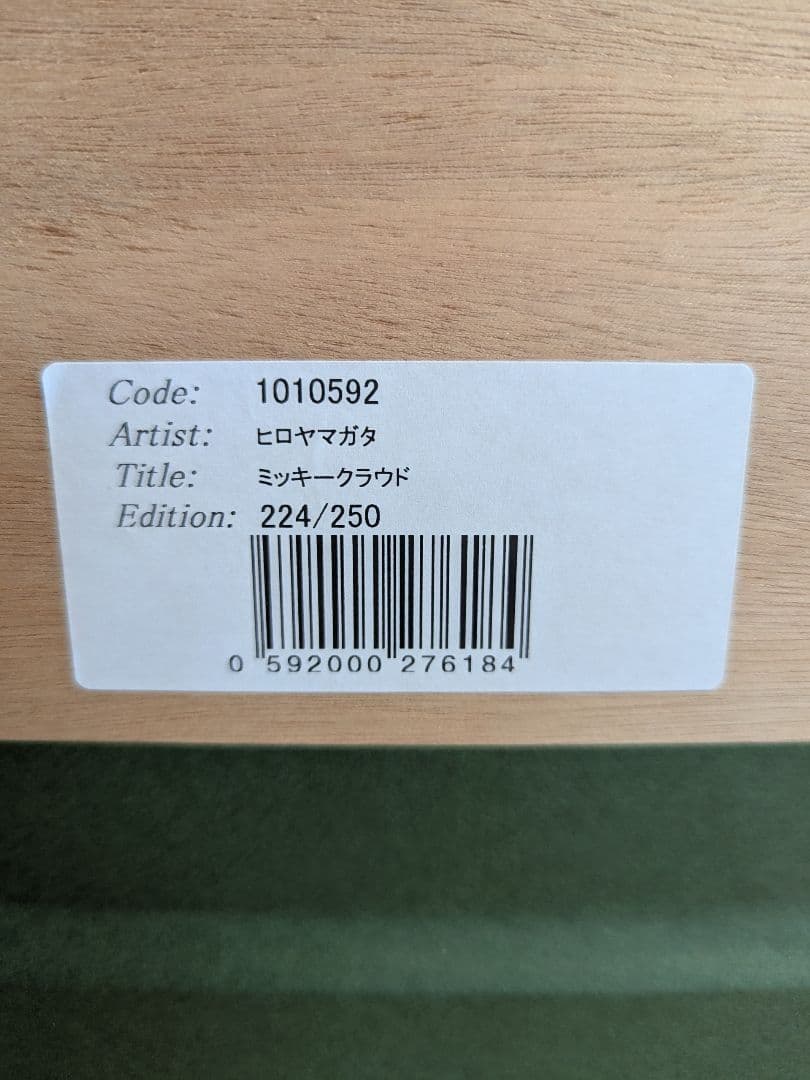 Code: 1010592
Artist: ヒロヤマガタ
Title: ミッキークラウド
Edition: 224/250
0 592000 276184